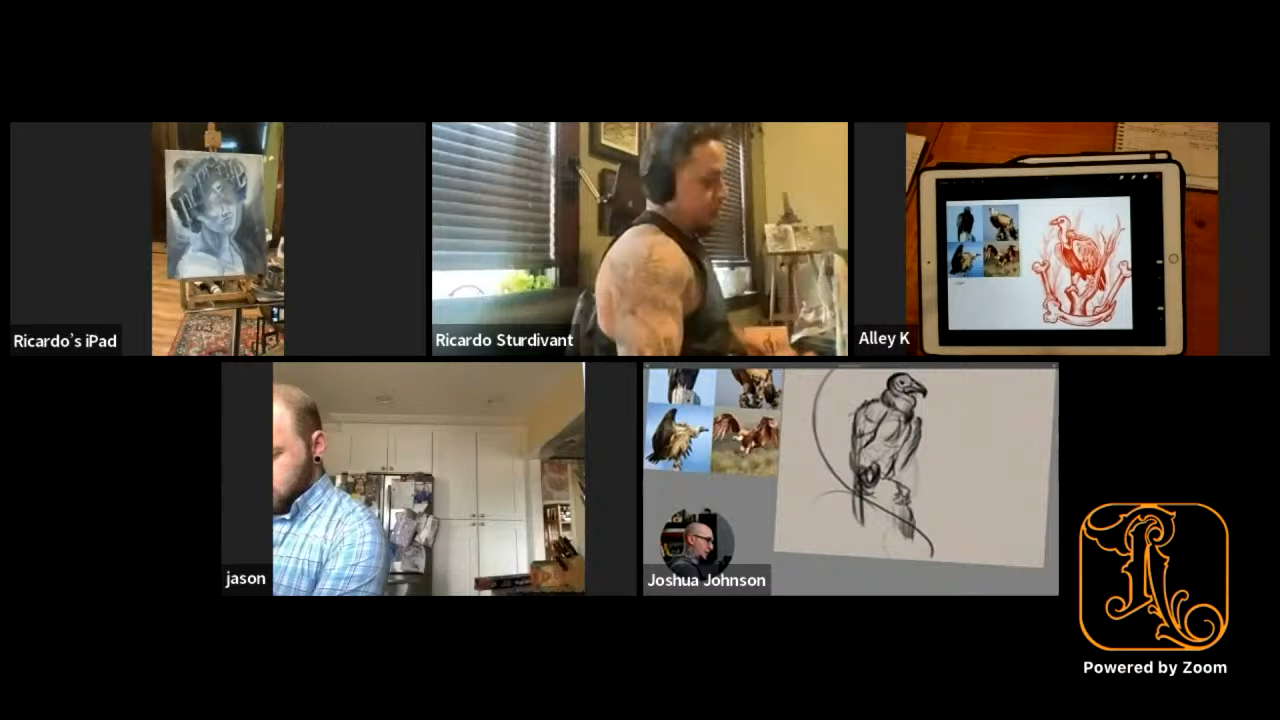 Ricardo's iPad
Ricardo Sturdivant
Alley K
jason
Joshua Johnson
Powered by Zoom